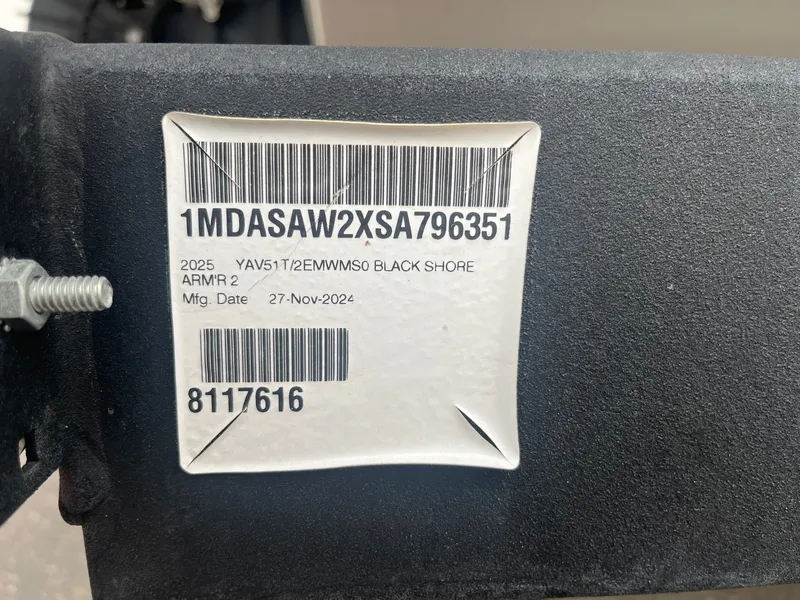 1MDASAW2XSA796351
2025 YAV51T/2EMWMS0 BLACK SHORE
ARM'R 2
Mfg. Date 27-Nov-2024
8117616